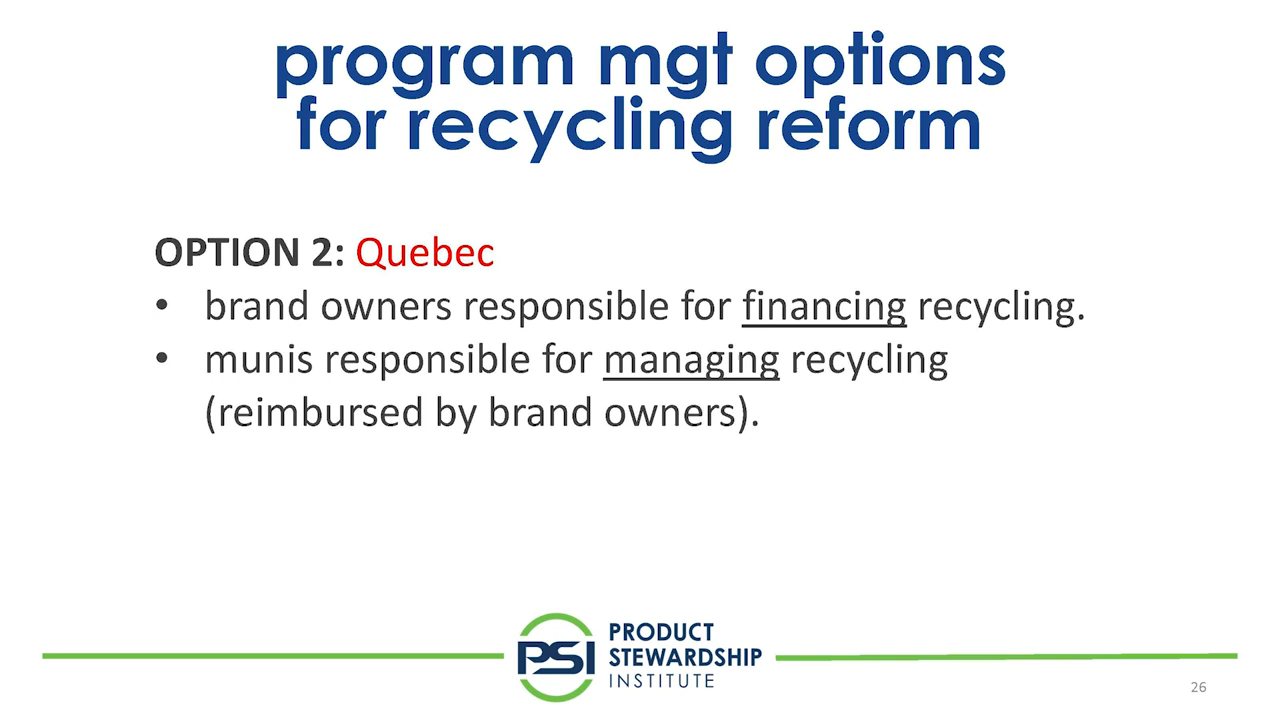 program mgt options
for recycling reform
OPTION 2: Quebec
• brand owners responsible for financing recycling.
• munis responsible for managing recycling
(reimbursed by brand owners).
PSI
PRODUCT
STEWARDSHIP
INSTITUTE
26